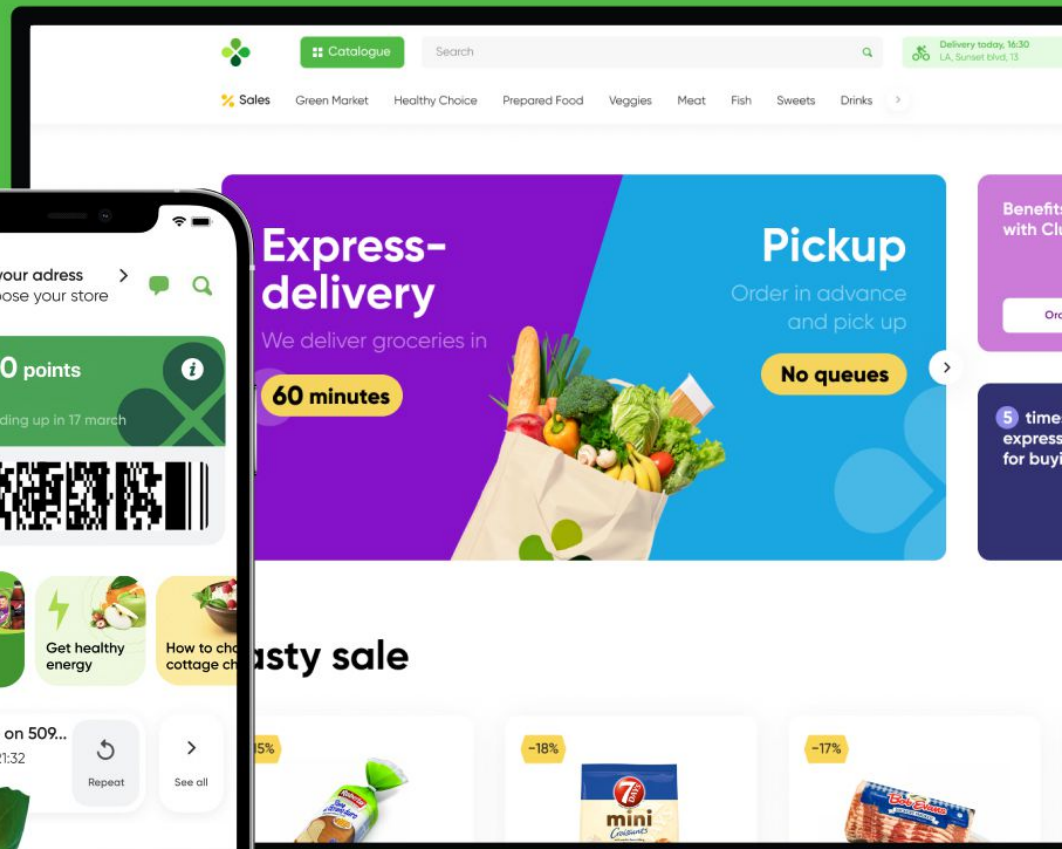 Catalogue
Search
Delivery today, 16:30
LA, Sunset blvd, 13
% Sales
Green Market
Healthy Choice
Prepared Food
Veggies
Meat
Fish
Sweets
Drinks
Express-
delivery
We deliver groceries in
60 minutes
Pickup
Order in advance
and pick up
No queues
Benefits
with Clu
Ord
5 time
express
for buyi
your adress
ose your store
0 points
i
ding up in 17 march
Get healthy
energy
How to cho
cottage ch
on 509...
21:32
Repeat
See all
asty sale
15%
-18%
7
DAYS
mini
Croissants
-17%
Bob Evans